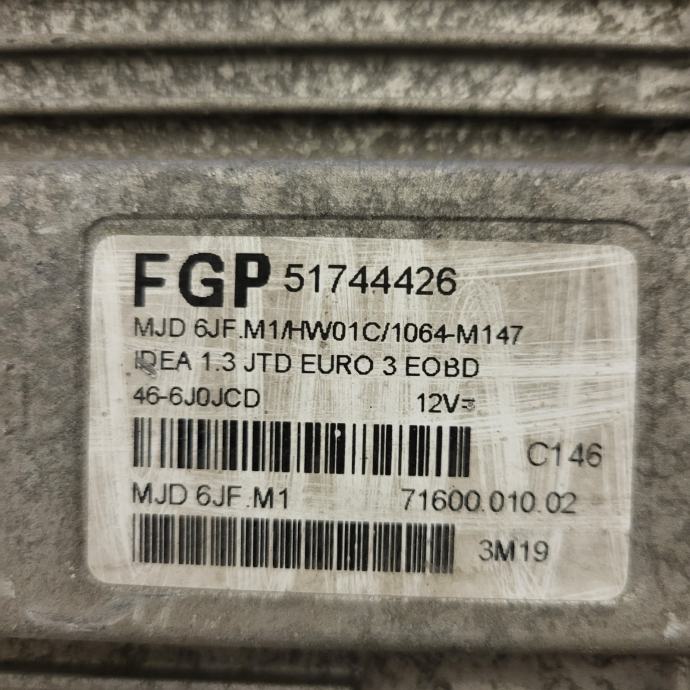 FGP 51744426
MJD 6JF.M1/HW01C/1064-M147
IDEA 1.3 JTD EURO 3 EOBD
46-6J0JCD 12V=
C146
MJD 6JF.M1 71600.010.02
3M19